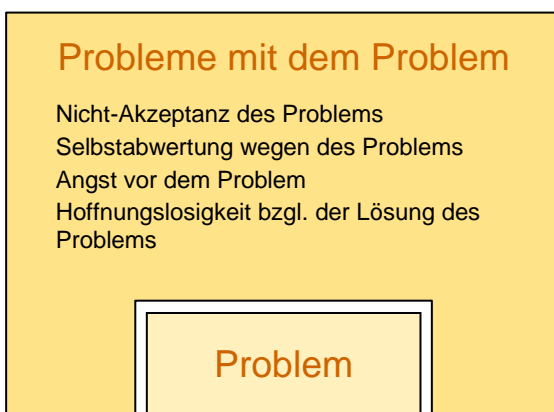 Probleme mit dem Problem
Nicht-Akzeptanz des Problems
Selbstabwertung wegen des Problems
Angst vor dem Problem
Hoffnungslosigkeit bzgl. der Lösung des
Problems
Problem